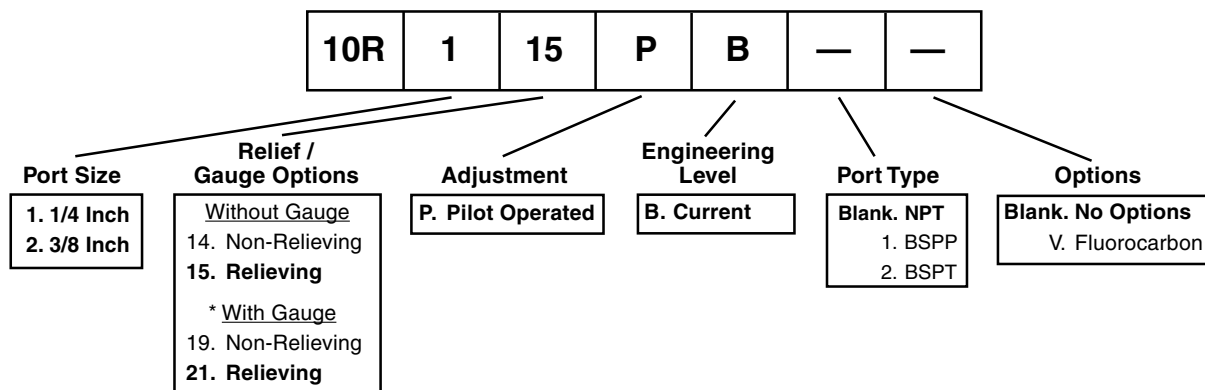 10R 1 15 P B — —
Port Size
1. 1/4 Inch
2. 3/8 Inch
Relief /
Gauge Options
Without Gauge
14. Non-Relieving
15. Relieving
* With Gauge
19. Non-Relieving
21. Relieving
Adjustment
P. Pilot Operated
Engineering
Level
B. Current
Port Type
Blank. NPT
1. BSPP
2. BSPT
Options
Blank. No Options
V. Fluorocarbon